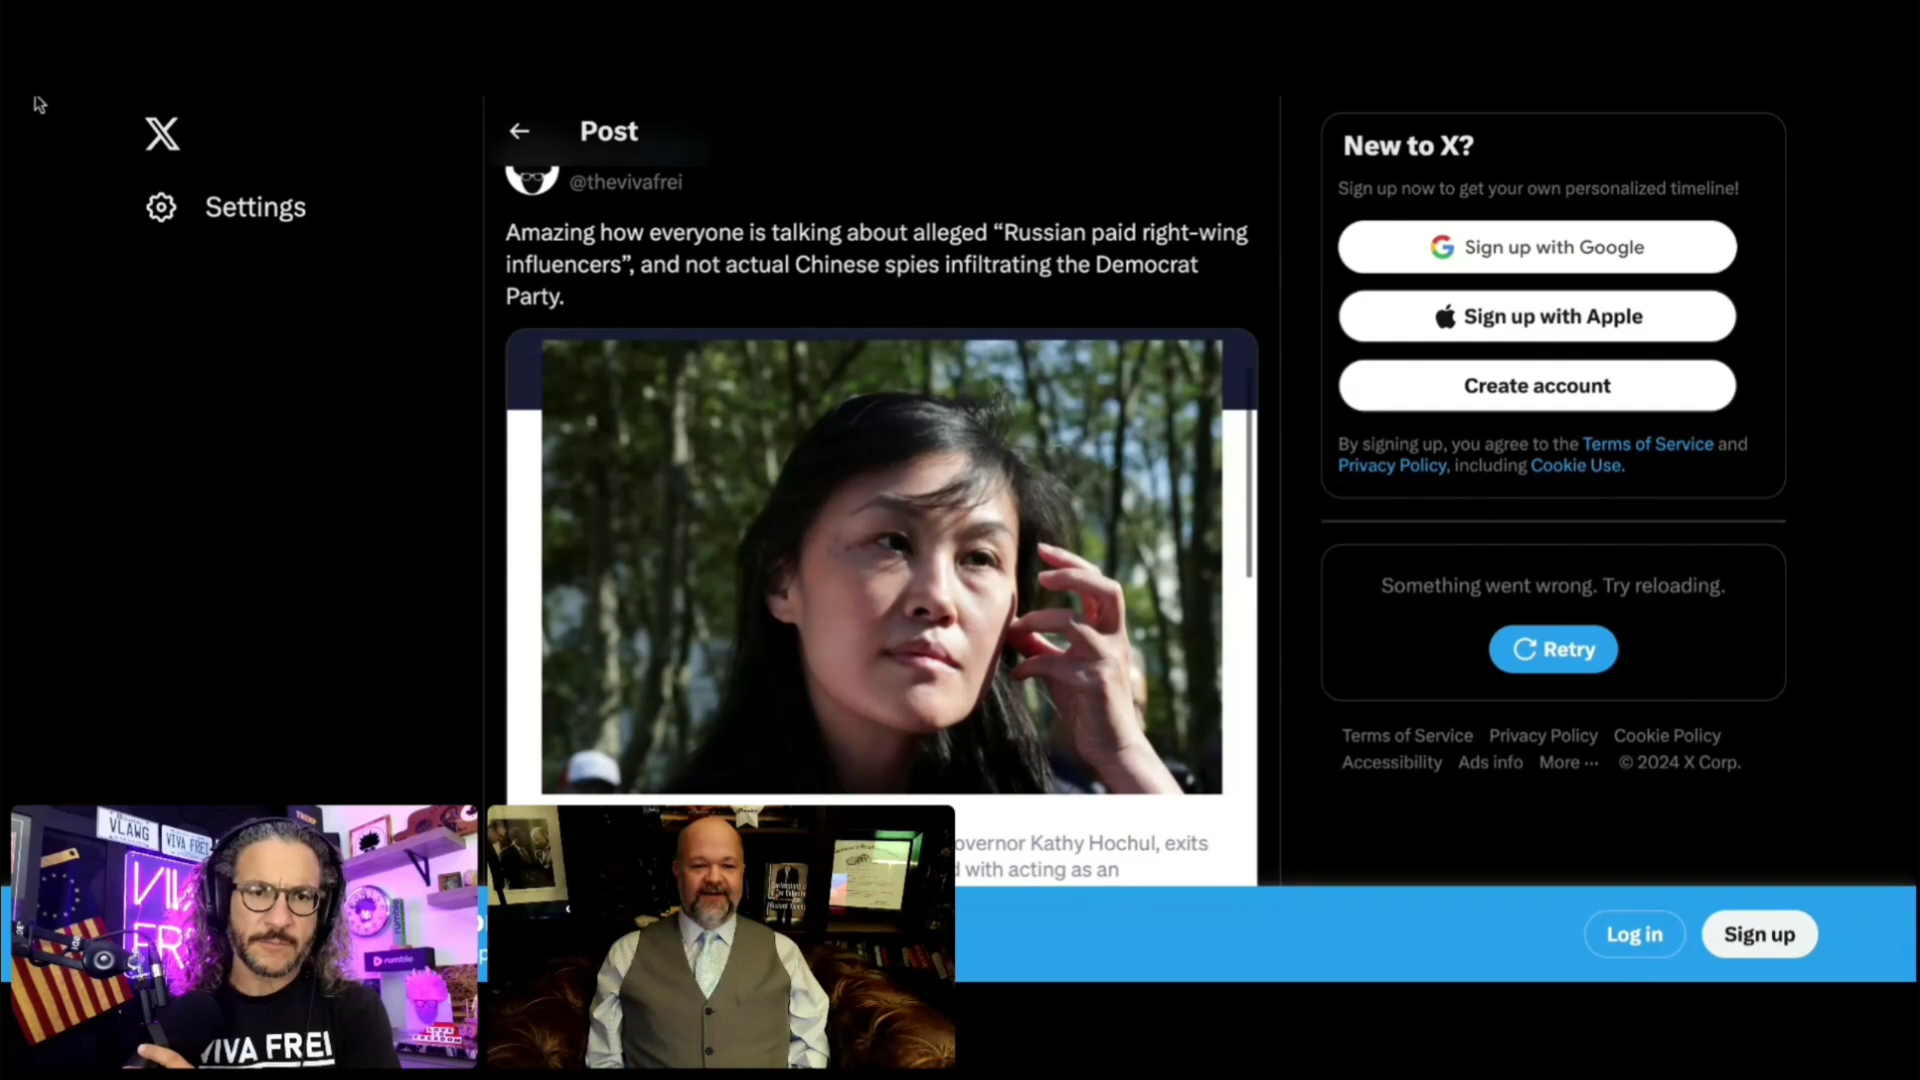 Settings
Post
@thevivafrei
Amazing how everyone is talking about alleged “Russian paid right-wing
influencers”, and not actual Chinese spies infiltrating the Democrat
Party.
overnor Kathy Hochul, exits
with acting as an
New to X?
Sign up now to get your own personalized timeline!
Sign up with Google
Sign up with Apple
Create account
By signing up, you agree to the Terms of Service and
Privacy Policy, including Cookie Use.
Something went wrong. Try reloading.
Retry
Terms of Service Privacy Policy Cookie Policy
Accessibility Ads info More ··· © 2024 X Corp.
Log in
Sign up
VLAWG
VIVA FREI
rumble
VIVA FREI